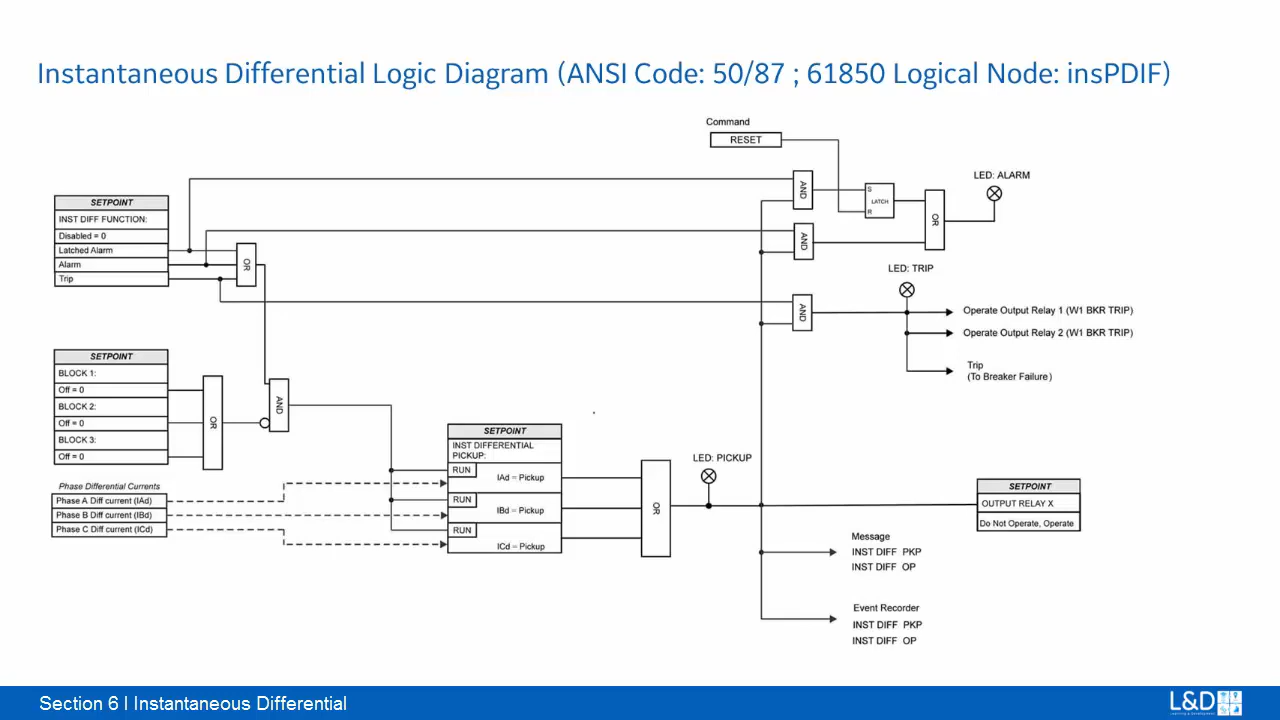 Instantaneous Differential Logic Diagram (ANSI Code: 50/87 ; 61850 Logical Node: insPDIF)
Command
RESET
LED: ALARM
AND
S
LATCH
R
OR
SETPOINT
INST DIFF FUNCTION:
Disabled = 0
Latched Alarm
Alarm
Trip
OR
AND
LED: TRIP
AND
Operate Output Relay 1 (W1 BKR TRIP)
Operate Output Relay 2 (W1 BKR TRIP)
Trip
(To Breaker Failure)
SETPOINT
BLOCK 1:
Off = 0
BLOCK 2:
Off = 0
BLOCK 3:
Off = 0
OR
AND
SETPOINT
INST DIFFERENTIAL
PICKUP:
RUN
IAd = Pickup
RUN
IBd = Pickup
RUN
ICd = Pickup
OR
LED: PICKUP
Phase Differential Currents
Phase A Diff current (IAd)
Phase B Diff current (IBd)
Phase C Diff current (ICd)
SETPOINT
OUTPUT RELAY X
Do Not Operate, Operate
Message
INST DIFF PKP
INST DIFF OP
Event Recorder
INST DIFF PKP
INST DIFF OP
Section 6 I Instantaneous Differential
L&D